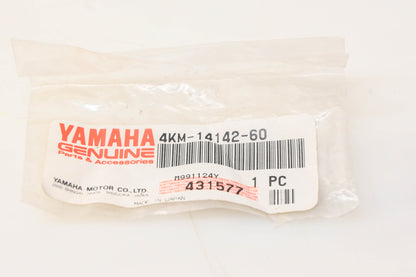 YAMAHA
GENUINE
Parts & Accessories
4KM-14142-60
M991124Y
431577
1 PC
YAMAHA MOTOR CO., LTD.
MADE IN JAPAN